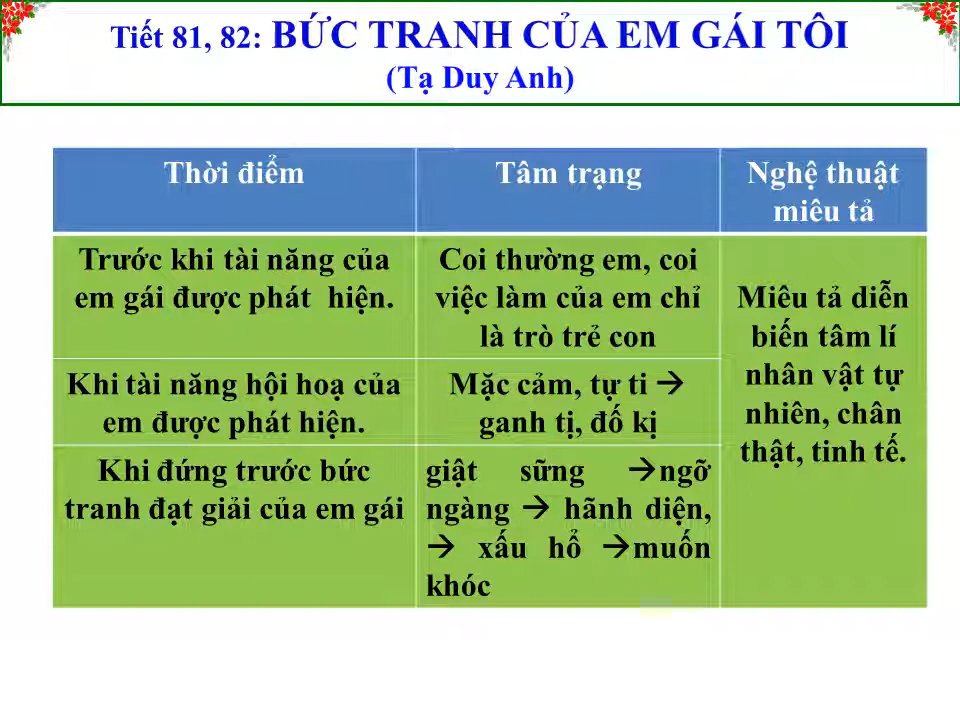 Tiết 81, 82: BỨC TRANH CỦA EM GÁI TÔI
(Tạ Duy Anh)
Thời điểm
Tâm trạng
Nghệ thuật
miêu tả
Trước khi tài năng của
em gái được phát hiện.
Coi thường em, coi
việc làm của em chỉ
là trò trẻ con
Miêu tả diễn
biến tâm lí
nhân vật tự
nhiên, chân
thật, tinh tế.
Khi tài năng hội hoạ của
em được phát hiện.
Mặc cảm, tự ti →
ganh tị, đố kị
Khi đứng trước bức
tranh đạt giải của em gái
giật sững →ngỡ
ngàng → hãnh diện,
→ xấu hổ →muốn
khóc